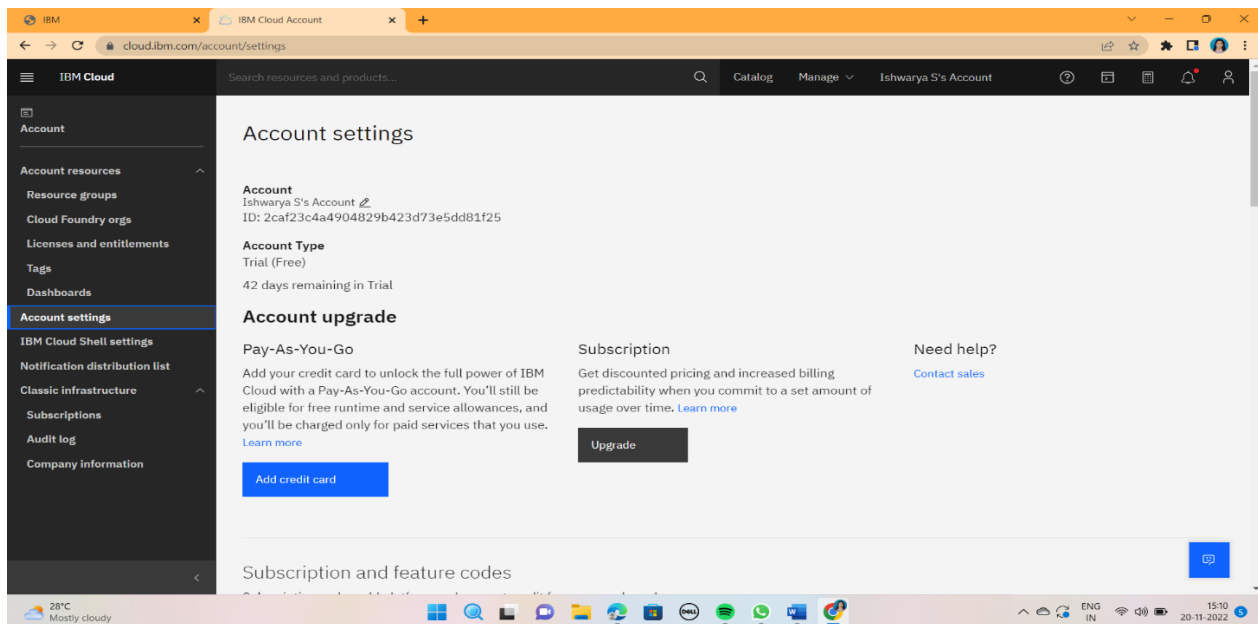 IBM
IBM Cloud Account
cloud.ibm.com/account/settings
IBM Cloud
Search resources and products...
Catalog
Manage
Ishwarya S's Account
Account
Account resources
Resource groups
Cloud Foundry orgs
Licenses and entitlements
Tags
Dashboards
Account settings
IBM Cloud Shell settings
Notification distribution list
Classic infrastructure
Subscriptions
Audit log
Company information
Account settings
Account
Ishwarya S's Account
ID: 2caf23c4a4904829b423d73e5dd81f25
Account Type
Trial (Free)
42 days remaining in Trial
Account upgrade
Pay-As-You-Go
Add your credit card to unlock the full power of IBM
Cloud with a Pay-As-You-Go account. You'll still be
eligible for free runtime and service allowances, and
you'll be charged only for paid services that you use.
Learn more
Add credit card
Subscription
Get discounted pricing and increased billing
predictability when you commit to a set amount of
usage over time. Learn more
Upgrade
Need help?
Contact sales
Subscription and feature codes
28°C
Mostly cloudy
DELL
ENG
IN
15:10
20-11-2022
5